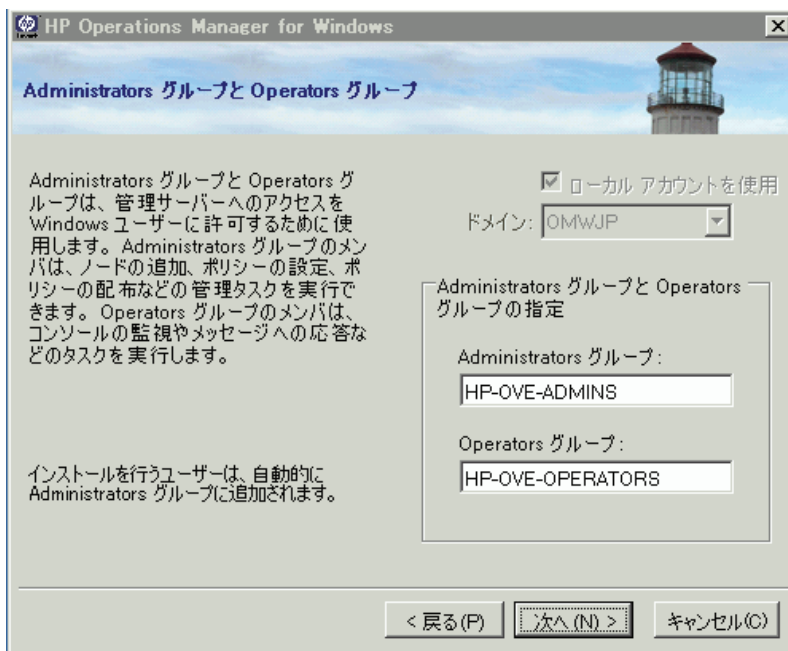 HP Operations Manager for Windows
Administrators グループと Operators グループ
Administrators グループと Operators グ
ループは、管理サーバーへのアクセスを
Windows ユーザーに許可するために使
用します。Administrators グループのメン
バは、ノードの追加、ポリシーの設定、ポ
リシーの配布などの管理タスクを実行で
きます。Operators グループのメンバは、
コンソールの監視やメッセージへの応答な
どのタスクを実行します。
インストールを行うユーザーは、自動的に
Administrators グループに追加されます。
ローカル アカウントを使用
ドメイン: OMWJP
Administrators グループと Operators
グループの指定
Administrators グループ:
HP-OVE-ADMINS
Operators グループ:
HP-OVE-OPERATORS
< 戻る(P)
次へ(N) >
キャンセル(C)